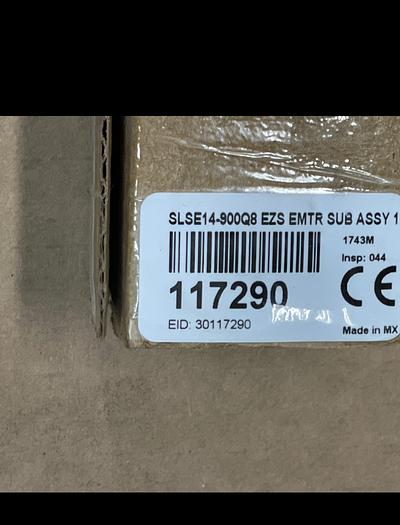 SLSE14-900Q8 EZS EMTR SUB ASSY 1
1743M
Insp: 044
117290
CE
EID: 30117290
Made in MX